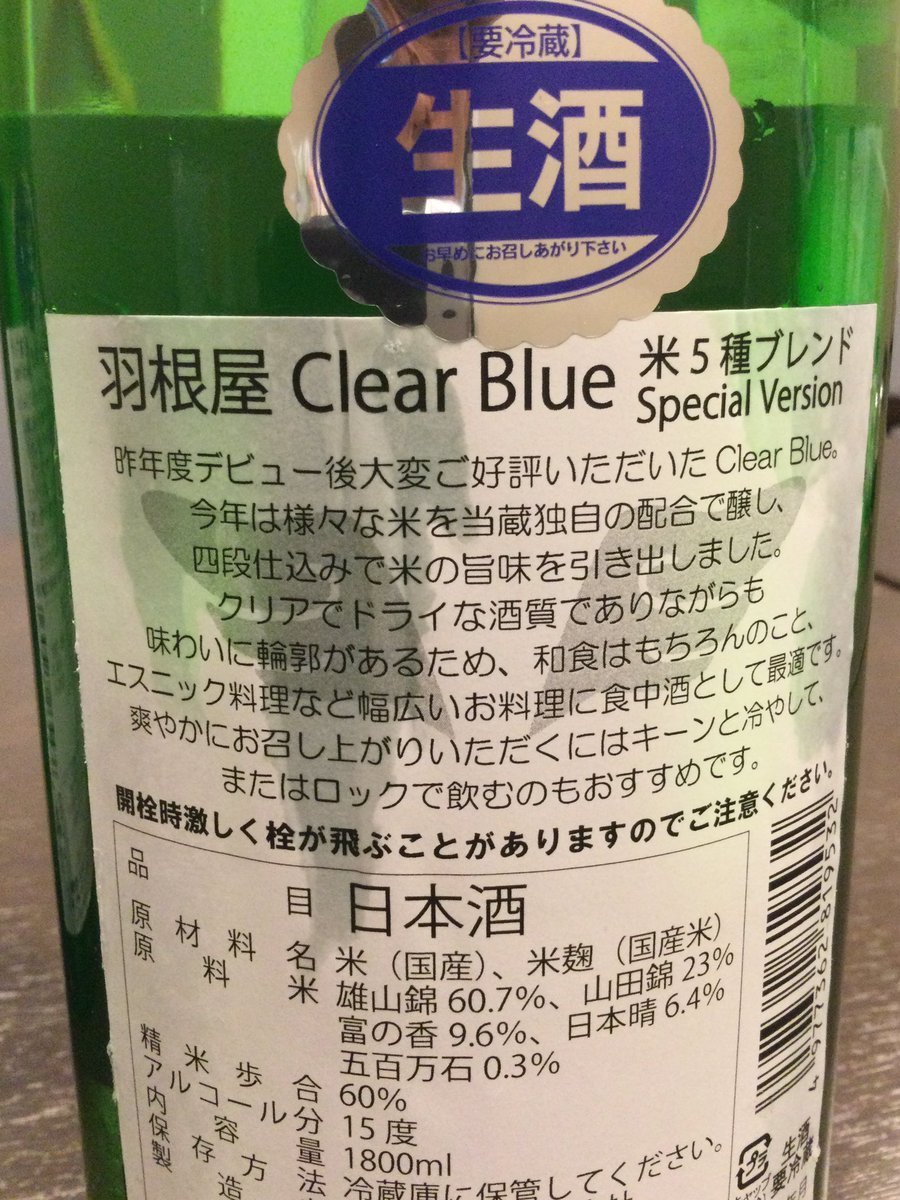 【要冷蔵】
生酒
お早めにお召しあがり下さい
羽根屋 Clear Blue 米5種ブレンド
Special Version
昨年度デビュー後大変ご好評いただいた Clear Blue。
今年は様々な米を当蔵独自の配合で醸し、
四段仕込みで米の旨味を引き出しました。
クリアでドライな酒質でありながらも
味わいに輪郭があるため、和食はもちろんのこと、
エスニック料理など幅広いお料理に食中酒として最適です。
爽やかにお召し上がりいただくにはキーンと冷やして、
またはロックで飲むのもおすすめです。
開栓時激しく栓が飛ぶことがありますのでご注意ください。
品目 日本酒
原材料名 米（国産）、米麹（国産米）
原料米 雄山錦 60.7%、山田錦 23%
富の香 9.6%、日本晴 6.4%
五百万石 0.3%
精米歩合 60%
アルコール分 15度
内容量 1800ml
保存方法 冷蔵庫に保管してください。
製造
4 977362 819532
生酒
要冷蔵